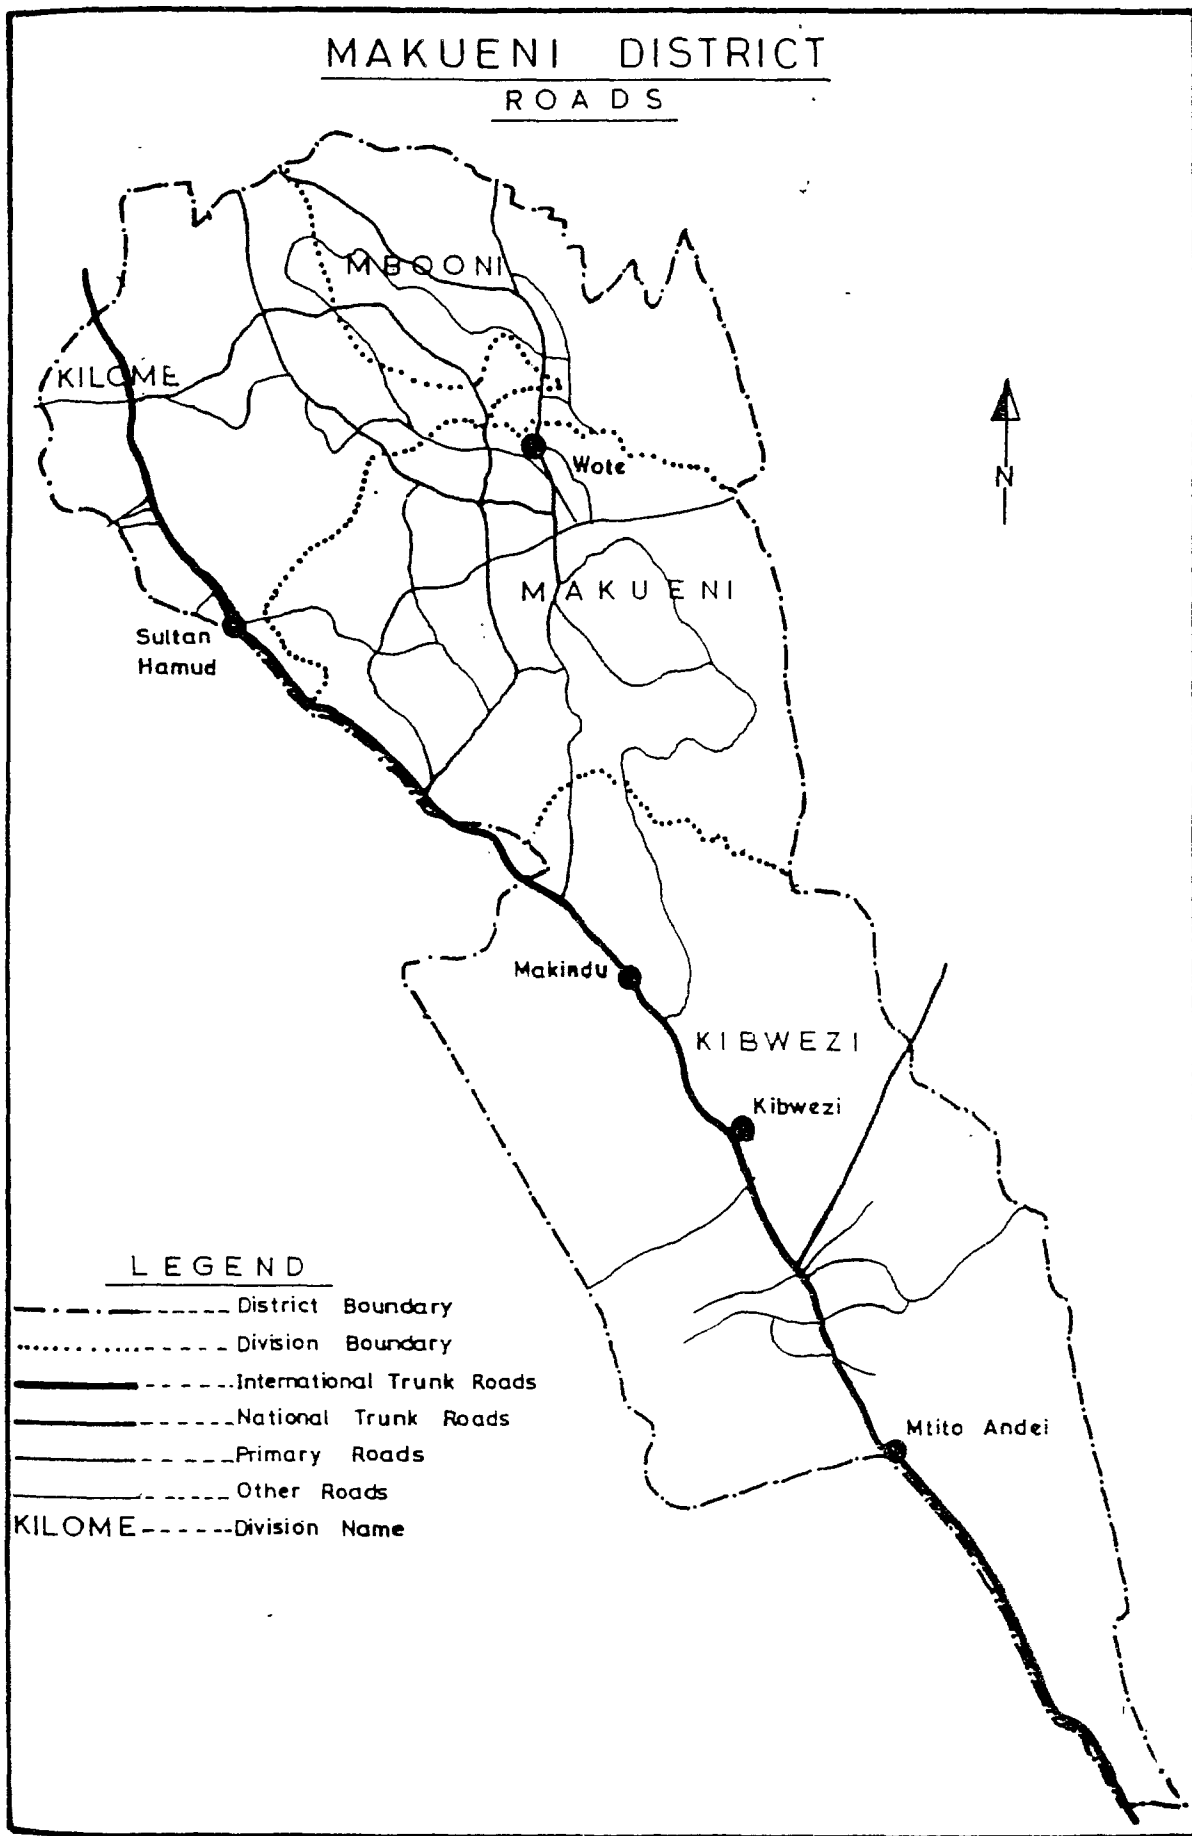 MAKUENI DISTRICT
ROADS
MBOONI
KILOME
Wote
N
MAKUENI
Sultan
Hamud
Makindu
KIBWEZI
Kibwezi
LEGEND
District Boundary
Division Boundary
International Trunk Roads
National Trunk Roads
Mtito Andei
Primary Roads
Other Roads
KILOME Division Name